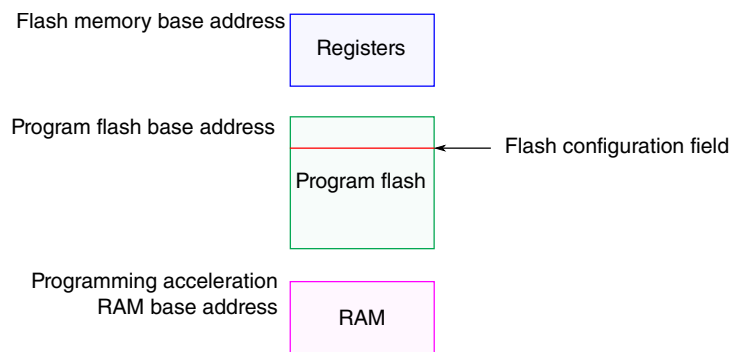 Flash memory base address
Registers
Program flash base address
Flash configuration field
Program flash
Programming acceleration
RAM base address
RAM